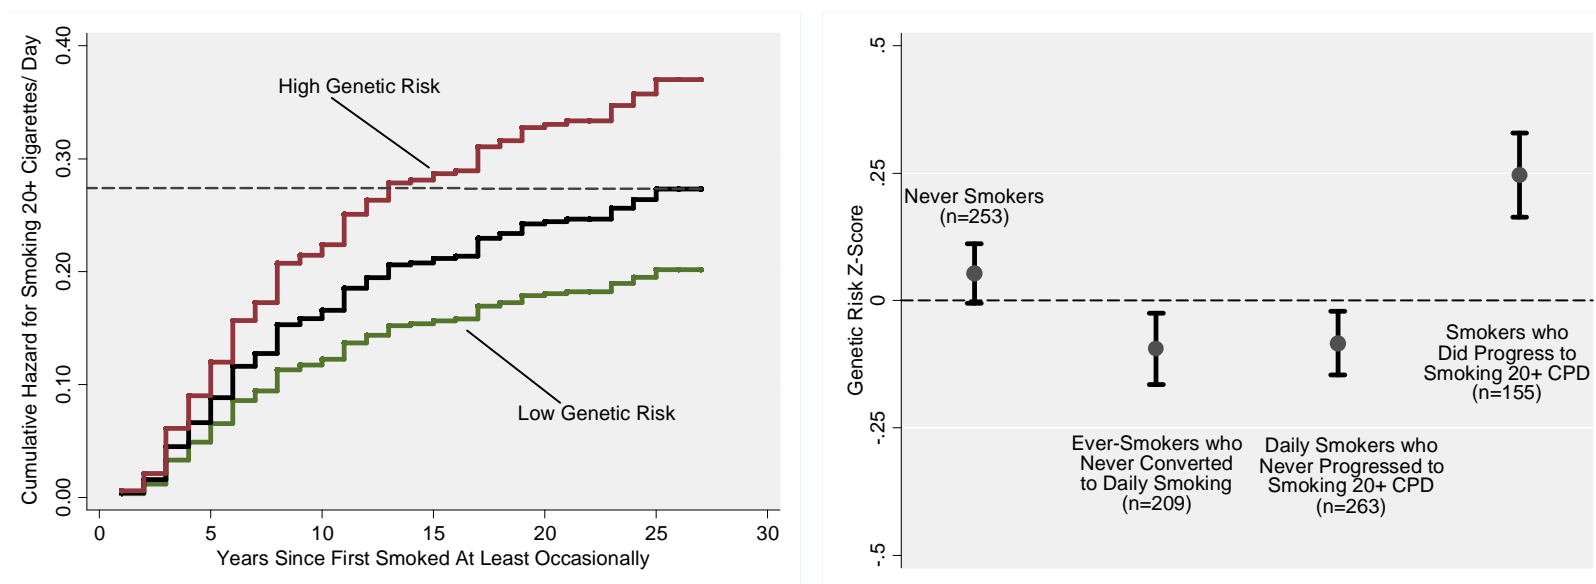 Cumulative Hazard for Smoking 20+ Cigarettes/ Day
0.40
0.30
0.20
0.10
0.00
High Genetic Risk
Low Genetic Risk
0
5
10
15
20
25
30
Years Since First Smoked At Least Occasionally
Genetic Risk Z-Score
.5
.25
0
-.25
-.5
Never Smokers
(n=253)
Ever-Smokers who
Never Converted
to Daily Smoking
(n=209)
Daily Smokers who
Never Progressed to
Smoking 20+ CPD
(n=263)
Smokers who
Did Progress to
Smoking 20+ CPD
(n=155)